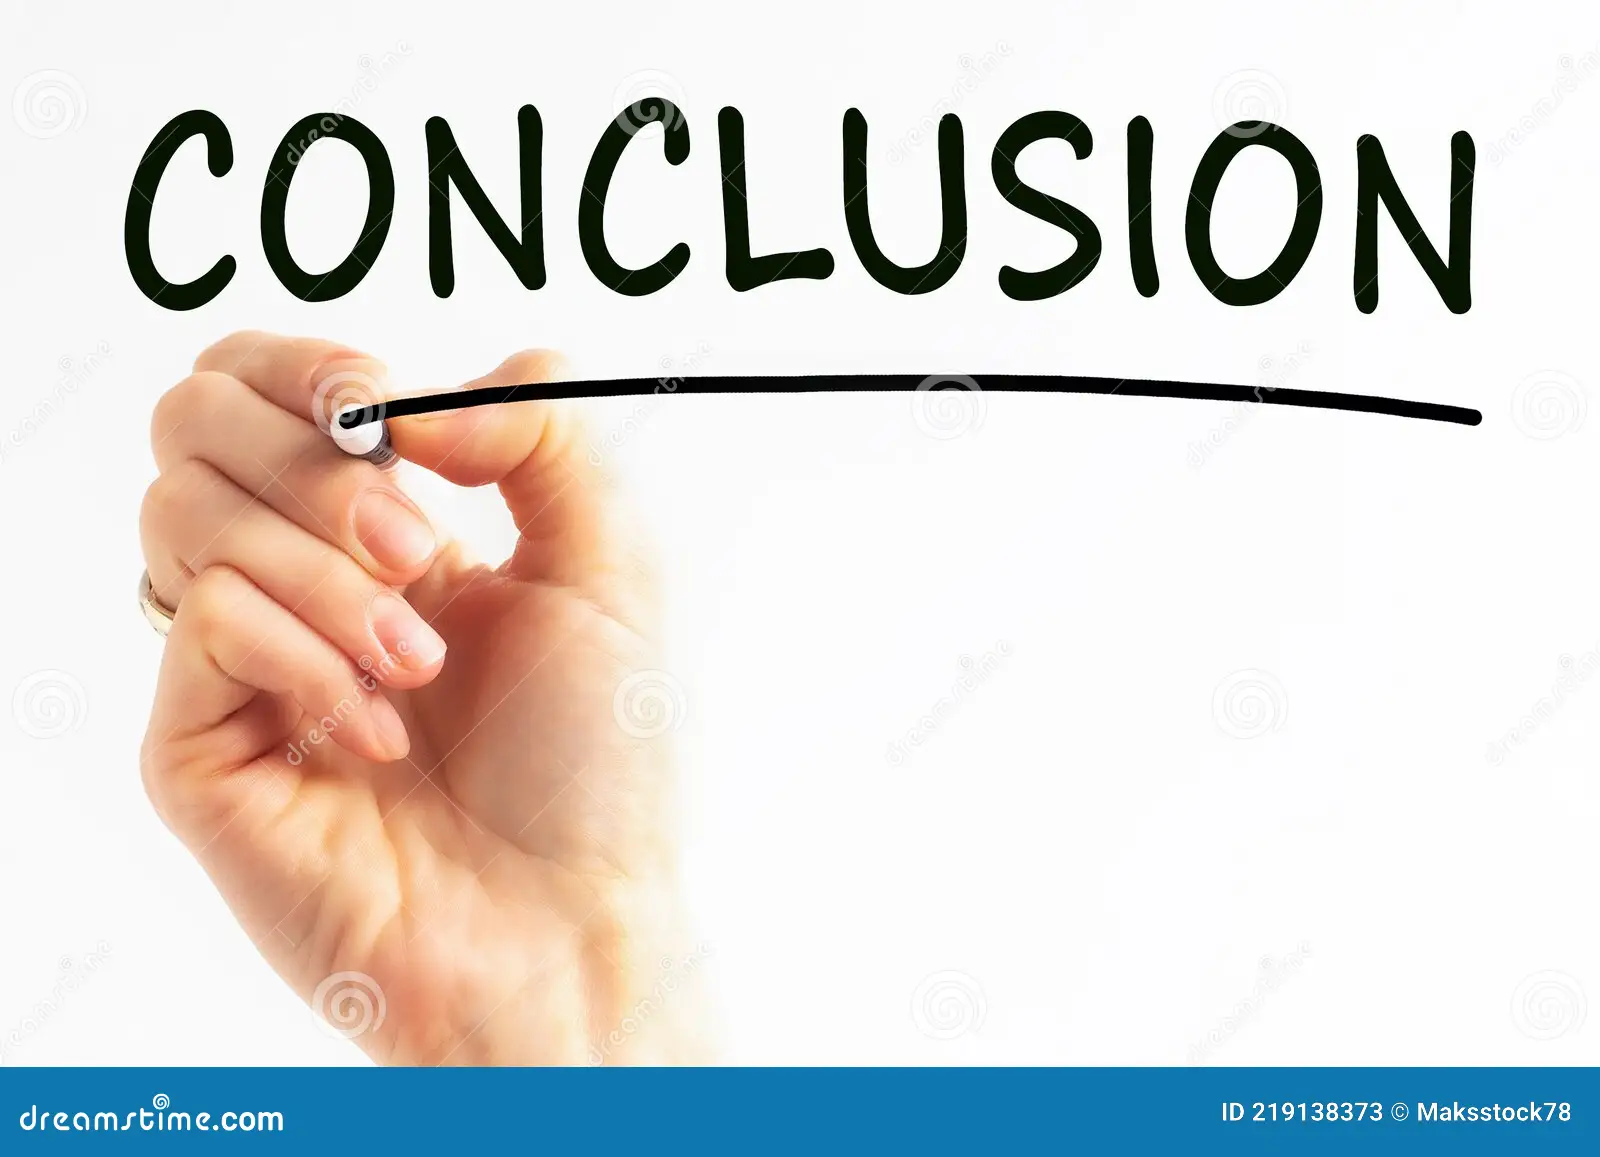 CONCLUSION
dreamstime.com
ID 219138373 © Maksstock78